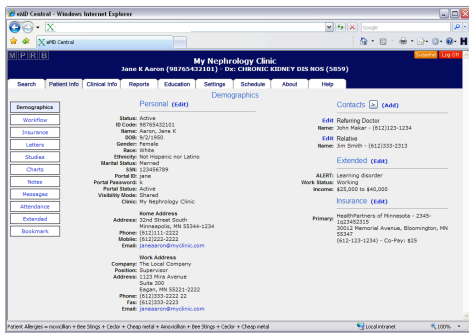 eMD Central - Windows Internet Explorer
Google
eMD Central
M P R B
Suspend Log Off
My Nephrology Clinic
Jane K Aaron (98765432101) - Dx: CHRONIC KIDNEY DIS NOS (5859)
Search Patient Info Clinical Info Reports Education Settings Schedule About Help
Demographics
Demographics
Workflow
Insurance
Letters
Studies
Charts
Notes
Messages
Attendance
Extended
Bookmark
Personal (Edit)
Status: Active
ID Code: 98765432101
Name: Aaron, Jane K
DOB: 9/2/1950
Gender: Female
Race: White
Ethnicity: Not Hispanic nor Latino
Marital Status: Married
SSN: 123456789
Portal ID: jane
Portal Password: k
Portal Status: Active
Visibility Mode: Shared
Clinic: My Nephrology Clinic
Home Address
Address: 32nd Street South
Minneapolis, MN 55344-1234
Phone: (612)111-2222
Mobile: (612)222-2222
Email: janeaaron@myclinic.com
Work Address
Company: The Local Company
Position: Supervisor
Address: 1123 Mira Avenue
Suite 300
Eagan, MN 55221-2222
Phone: (612)333-2222 22
Fax: (612)333-2223
Email: janeaaron@myclinic.com
Contacts > (Add)
Edit Referring Doctor
Name: John Makar - (612)123-1234
Edit Relative
Name: Jim Smith - (612)333-2313
Extended (Edit)
ALERT: Learning disorder
Work Status: Working
Income: $25,000 to $40,000
Insurance (Edit)
Primary: HealthPartners of Minnesota - 2345-
1q23452315
30012 Memorial Avenue, Bloomington, MN
55347
(612-123-1234) - Co-Pay: $25
Patient Allergies = moxicillan + Bee Stings + Ceclor + Cheap metal + Amoxicillan + Bee Stings + Ceclor + Cheap metal
Local intranet
100%